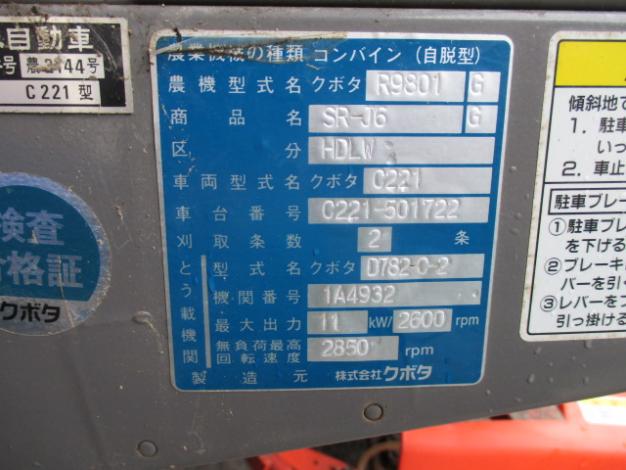 自動車
号 農2144号
C221型
農業機械の種類 コンバイン (自脱型)
農機型式名 クボタ R9801 G
商品名 SR-J6 G
区分 HDLW
車両型式名 クボタ C221
車台番号 C221-501722
刈取条数 2 条
とう載機関
型式名 クボタ D782-C-2
機関番号 1A4932
最大出力 11 kW/ 2600 rpm
無負荷最高回転速度 2850 rpm
製造元 株式会社クボタ
検査
合格証
クボタ
傾斜地で
1. 駐車
いっ
2. 車止
駐車ブレー
①駐車ブ
を下げる
②ブレーキ
バーを引く
③レバーをブ
引っ掛ける